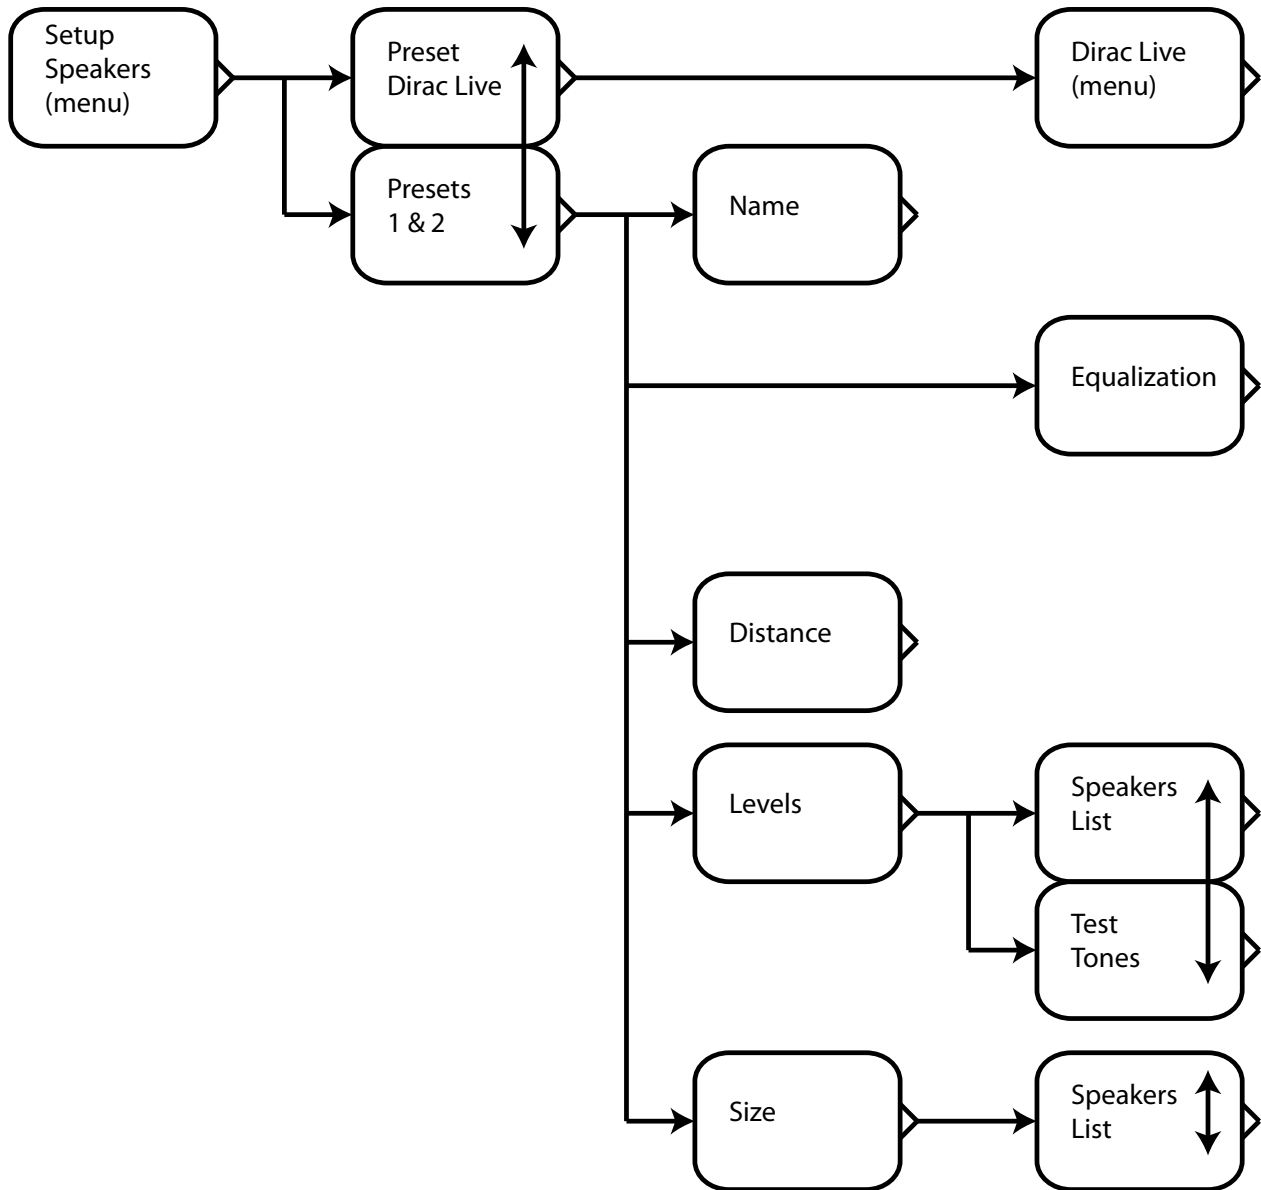 Setup
Speakers
(menu)
Preset
Dirac Live
Dirac Live
(menu)
Presets
1 & 2
Name
Equalization
Distance
Levels
Speakers
List
Test
Tones
Size
Speakers
List